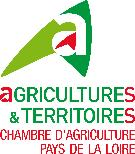 a
AGRICULTURES
& TERRITOIRES
CHAMBRE D'AGRICULTURE
PAYS DE LA LOIRE